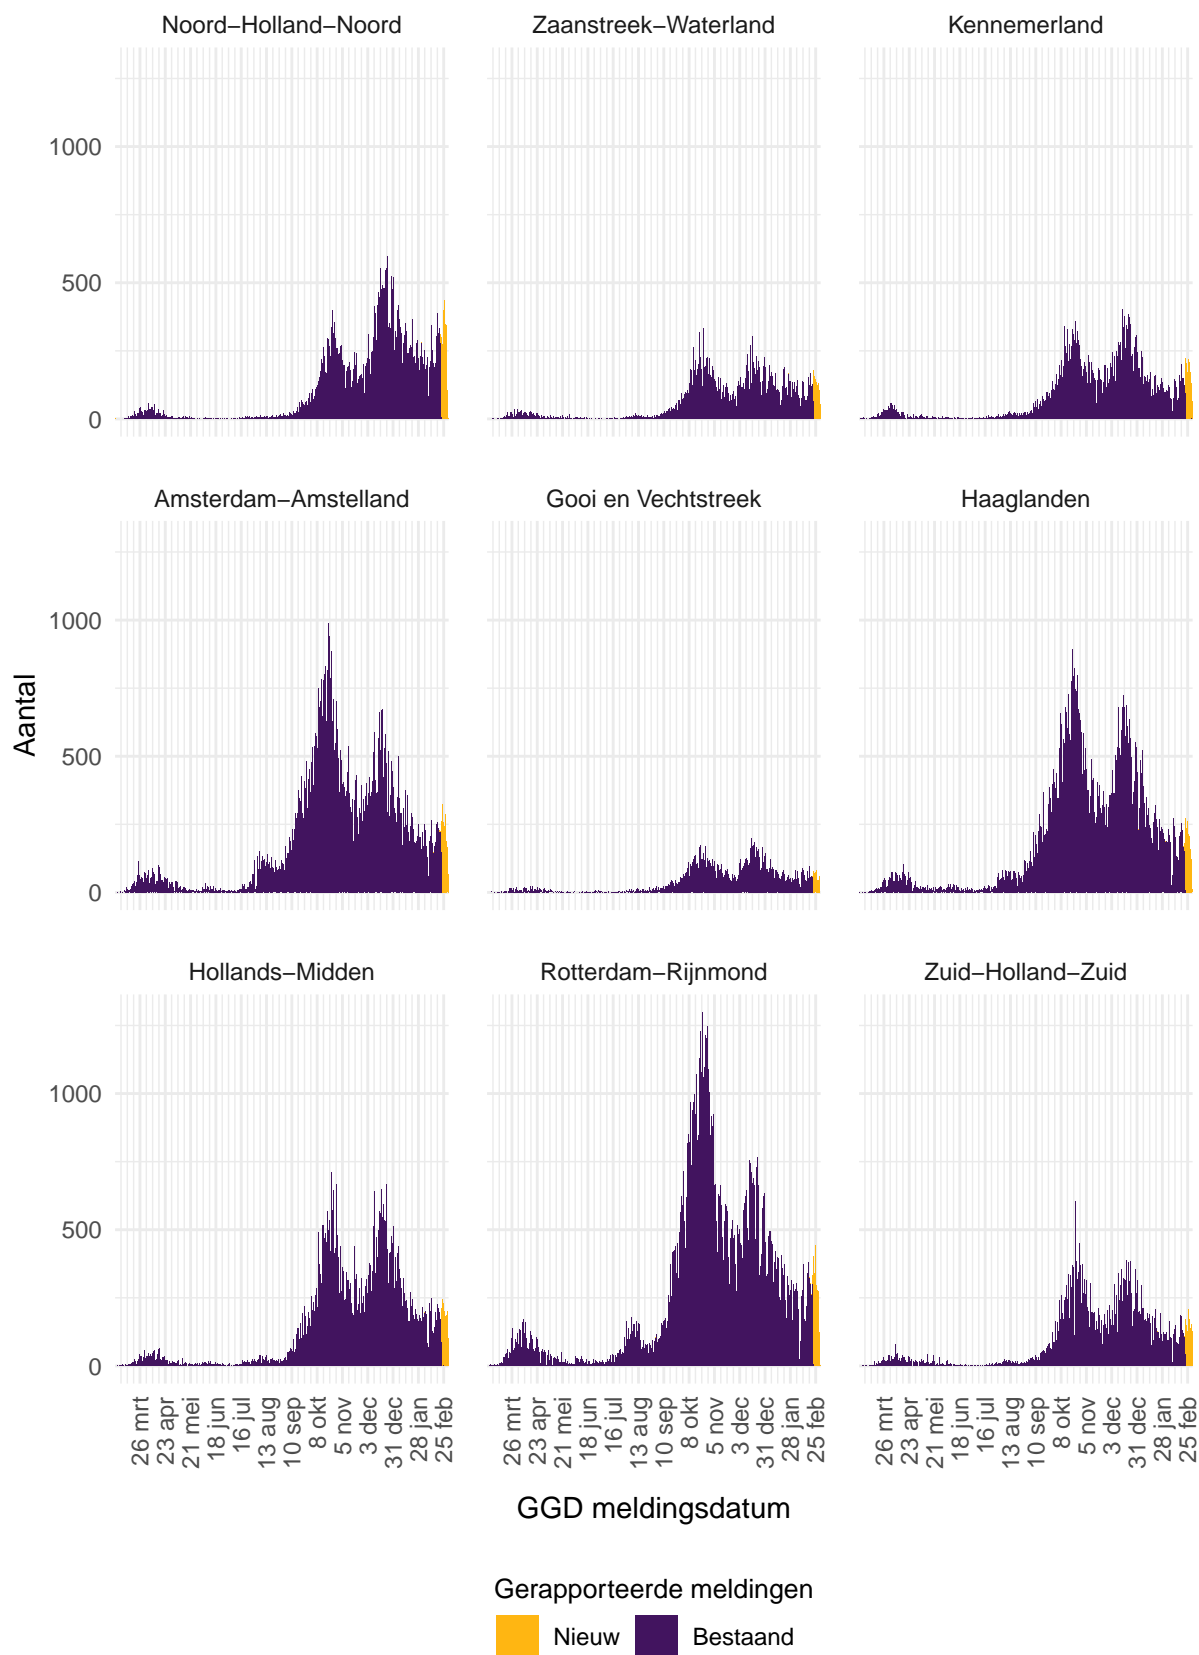 Noord−Holland−Noord
Zaanstreek−Waterland
Kennemerland
1000
500
0
Amsterdam−Amstelland
Gooi en Vechtstreek
Haaglanden
1000
500
0
Aantal
Hollands−Midden
Rotterdam−Rijnmond
Zuid−Holland−Zuid
1000
500
0
26 mrt
23 apr
21 mei
18 jun
16 jul
13 aug
10 sep
8 okt
5 nov
3 dec
31 dec
28 jan
25 feb
26 mrt
23 apr
21 mei
18 jun
16 jul
13 aug
10 sep
8 okt
5 nov
3 dec
31 dec
28 jan
25 feb
26 mrt
23 apr
21 mei
18 jun
16 jul
13 aug
10 sep
8 okt
5 nov
3 dec
31 dec
28 jan
25 feb
GGD meldingsdatum
Gerapporteerde meldingen
Nieuw
Bestaand